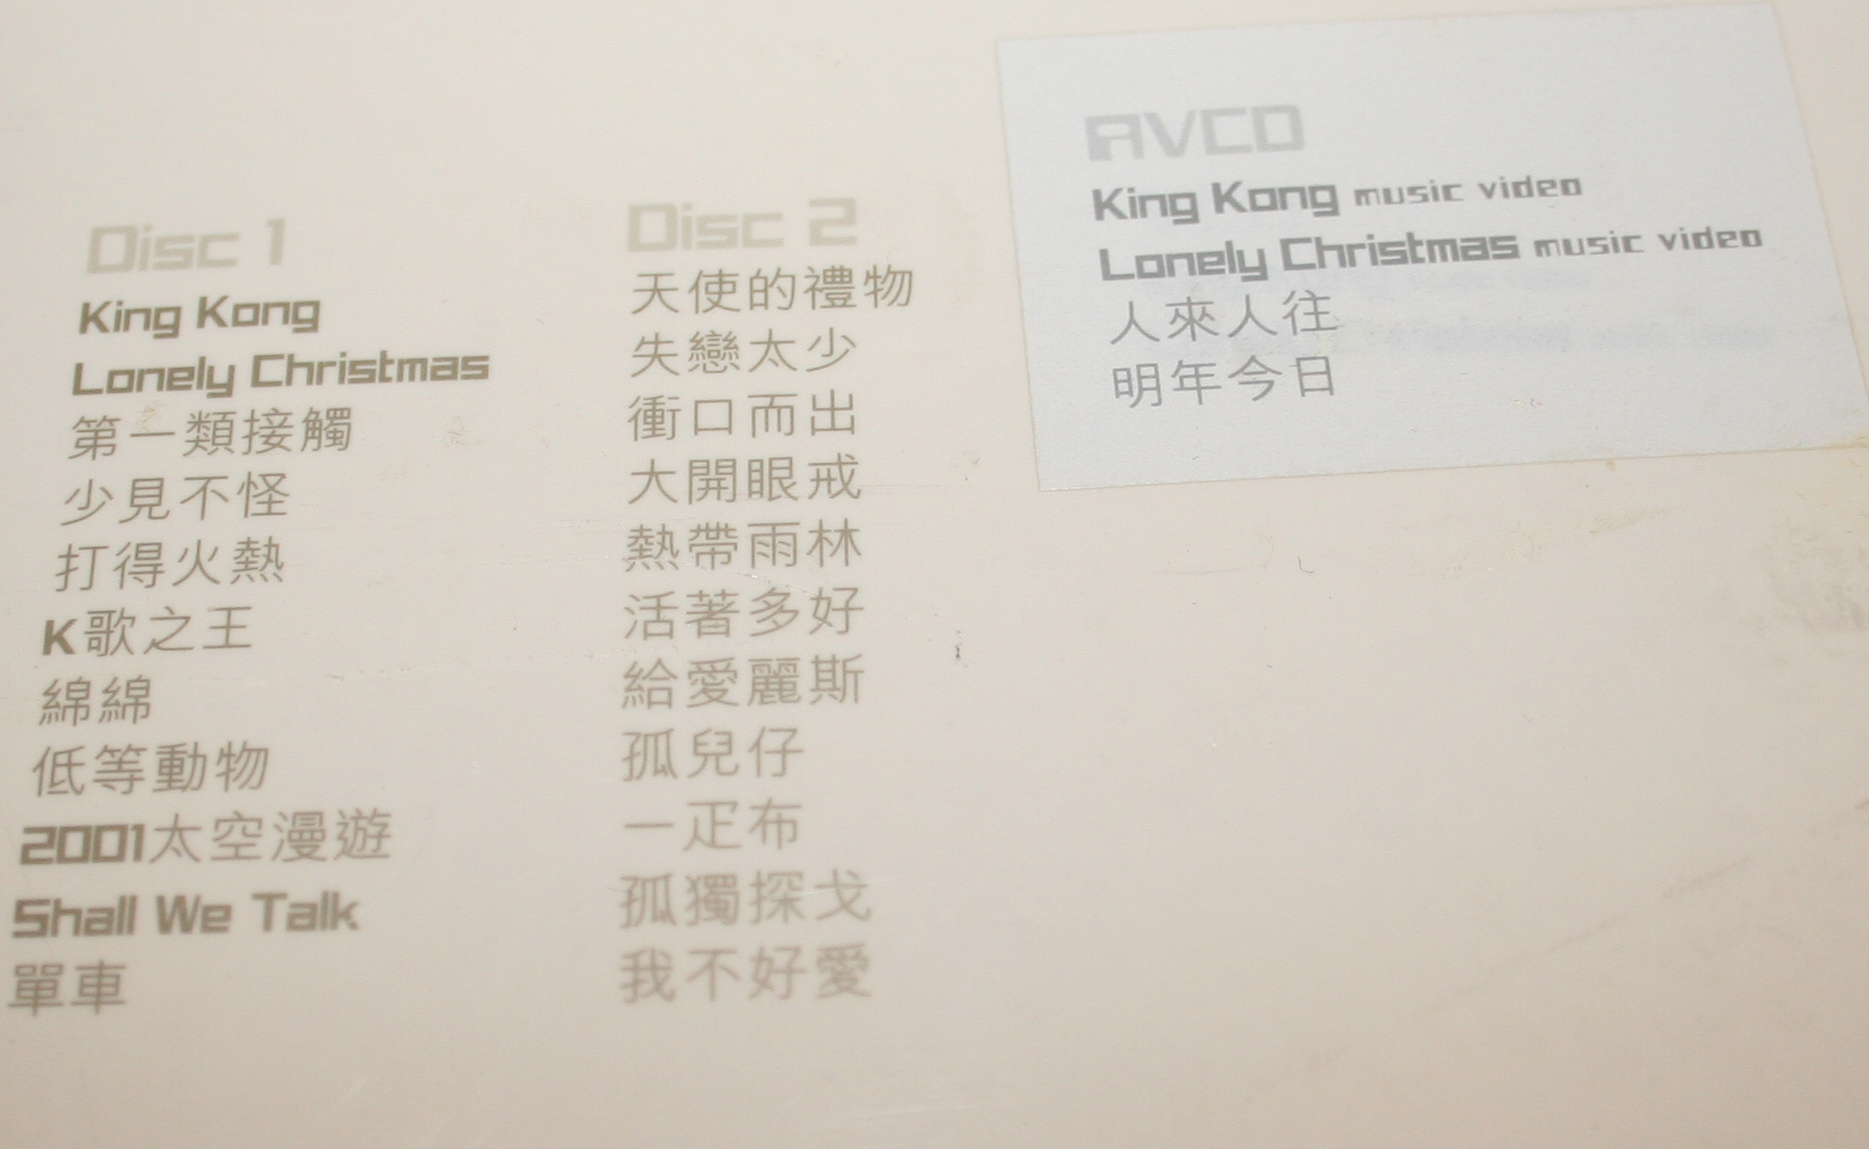 Disc 1
King Kong
Lonely Christmas
第一類接觸
少見不怪
打得火熱
K歌之王
綿綿
低等動物
2001太空漫遊
Shall We Talk
單車
Disc 2
天使的禮物
失戀太少
衝口而出
大開眼戒
熱帶雨林
活著多好
給愛麗斯
孤兒仔
一疋布
孤獨探戈
我不好愛
AVCD
King Kong music video
Lonely Christmas music video
人來人往
明年今日